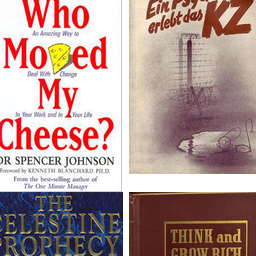 Who
An Amazing Way to
Moved
Deal With Change
My
in Your Work and in Your Life
Cheese?
DR SPENCER JOHNSON
Foreword by KENNETH BLANCHARD PH.D.
From the best-selling author of
The One Minute Manager
Ein Psy
erlebt das
KZ
THE
CELESTINE
PROPHECY
THINK and
GROW RICH